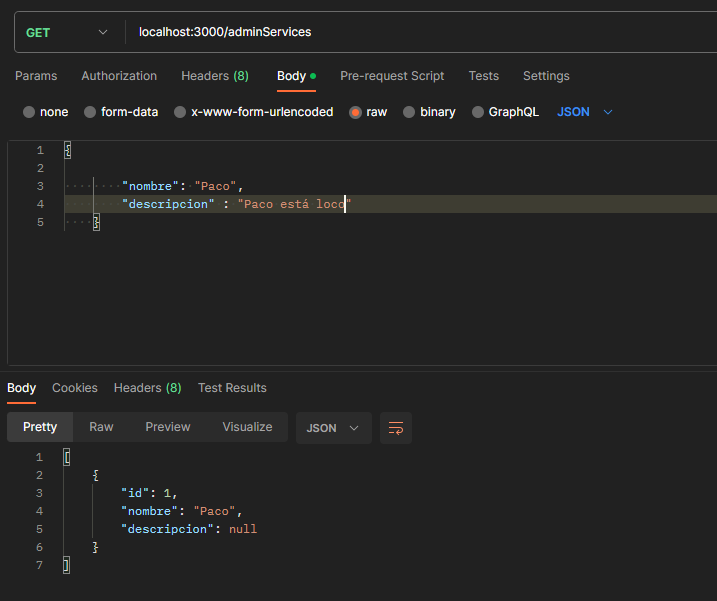 GET localhost:3000/adminServices
Params Authorization Headers (8) Body Pre-request Script Tests Settings
none form-data x-www-form-urlencoded raw binary GraphQL JSON
1 {
2
3 "nombre": "Paco",
4 "descripcion" : "Paco está loco"
5 }
Body Cookies Headers (8) Test Results
Pretty Raw Preview Visualize JSON
1 [
2 {
3 "id": 1,
4 "nombre": "Paco",
5 "descripcion": null
6 }
7 ]